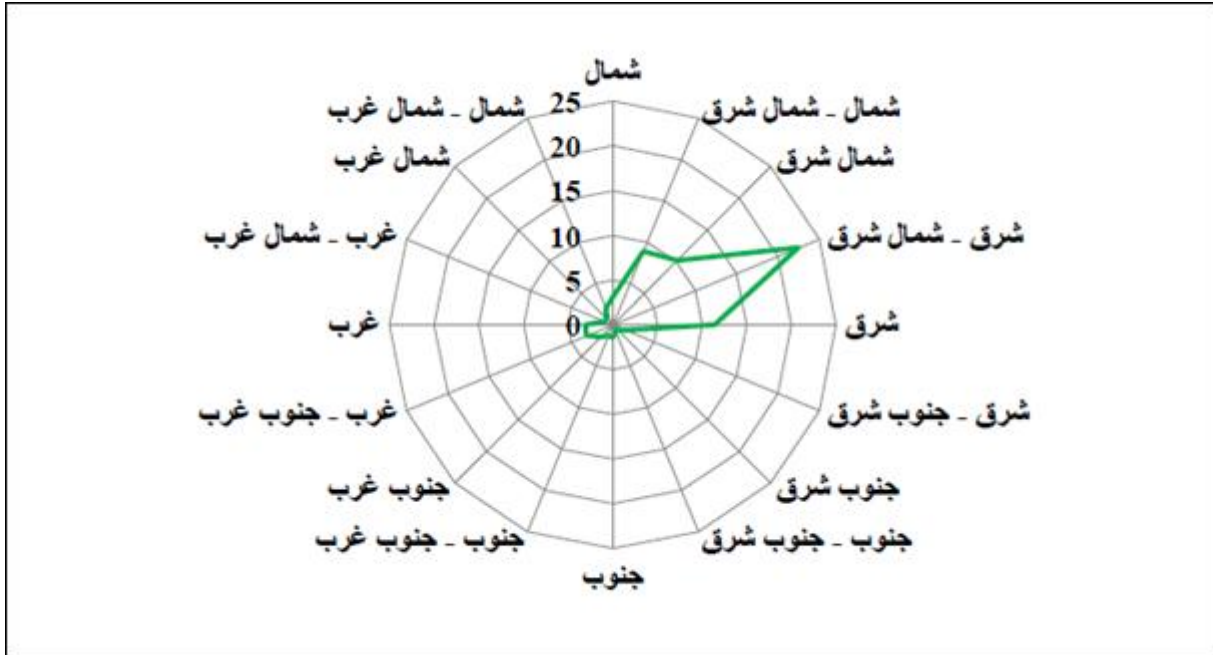 شمال
شمال - شمال غرب
شمال - شمال شرق
شمال غرب
شمال شرق
غرب - شمال غرب
شرق - شمال شرق
غرب
شرق
غرب - جنوب غرب
شرق - جنوب شرق
جنوب غرب
جنوب شرق
جنوب - جنوب غرب
جنوب - جنوب شرق
جنوب
25
20
15
10
5
0